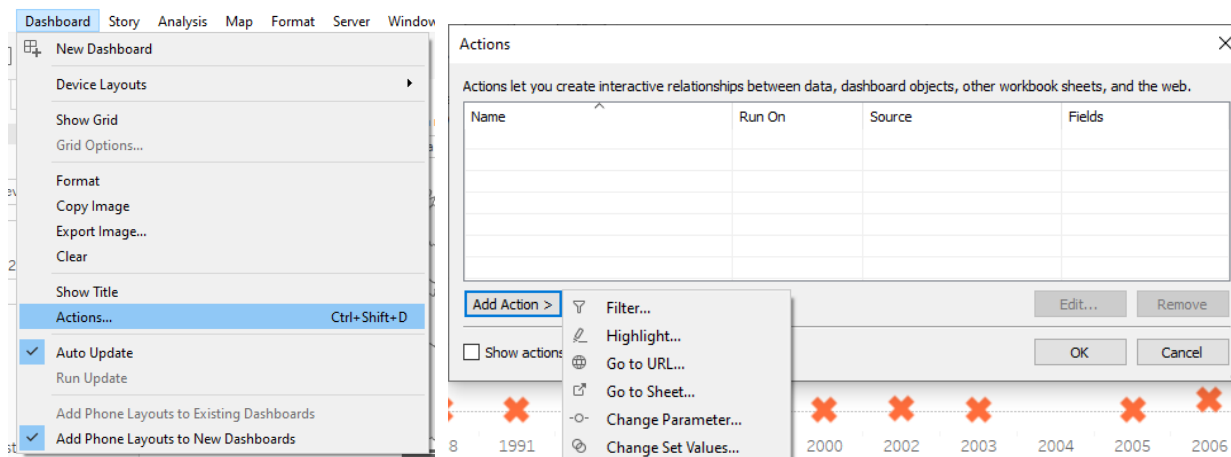 Dashboard Story Analysis Map Format Server Window
New Dashboard
Device Layouts
Show Grid
Grid Options...
Format
Copy Image
Export Image...
Clear
Show Title
Actions... Ctrl+Shift+D
Auto Update
Run Update
Add Phone Layouts to Existing Dashboards
Add Phone Layouts to New Dashboards
Actions
Actions let you create interactive relationships between data, dashboard objects, other workbook sheets, and the web.
Name Run On Source Fields
Add Action > Edit... Remove
Filter...
Highlight...
Show actions OK Cancel
Go to URL...
Go to Sheet...
Change Parameter...
Change Set Values...
8 1991 2000 2002 2003 2004 2005 2006